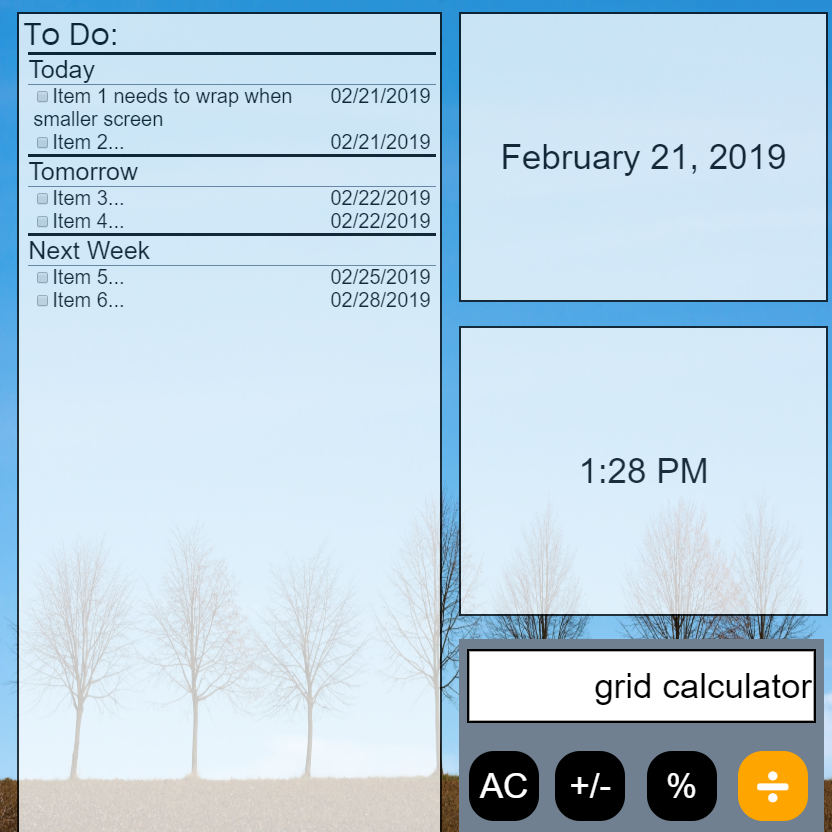 To Do:
Today
Item 1 needs to wrap when 02/21/2019
smaller screen
Item 2... 02/21/2019
Tomorrow
Item 3... 02/22/2019
Item 4... 02/22/2019
Next Week
Item 5... 02/25/2019
Item 6... 02/28/2019
February 21, 2019
1:28 PM
grid calculator
AC +/- % ÷